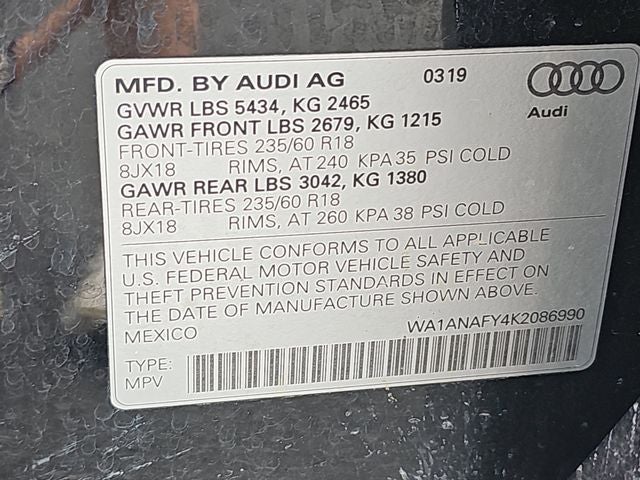 MFD. BY AUDI AG 0319
GVWR LBS 5434, KG 2465
GAWR FRONT LBS 2679, KG 1215
Audi
FRONT-TIRES 235/60 R18
8JX18 RIMS, AT 240 KPA 35 PSI COLD
GAWR REAR LBS 3042, KG 1380
REAR-TIRES 235/60 R18
8JX18 RIMS, AT 260 KPA 38 PSI COLD
THIS VEHICLE CONFORMS TO ALL APPLICABLE
U.S. FEDERAL MOTOR VEHICLE SAFETY AND
THEFT PREVENTION STANDARDS IN EFFECT ON
THE DATE OF MANUFACTURE SHOWN ABOVE.
MEXICO WA1ANAFY4K2086990
TYPE:
MPV